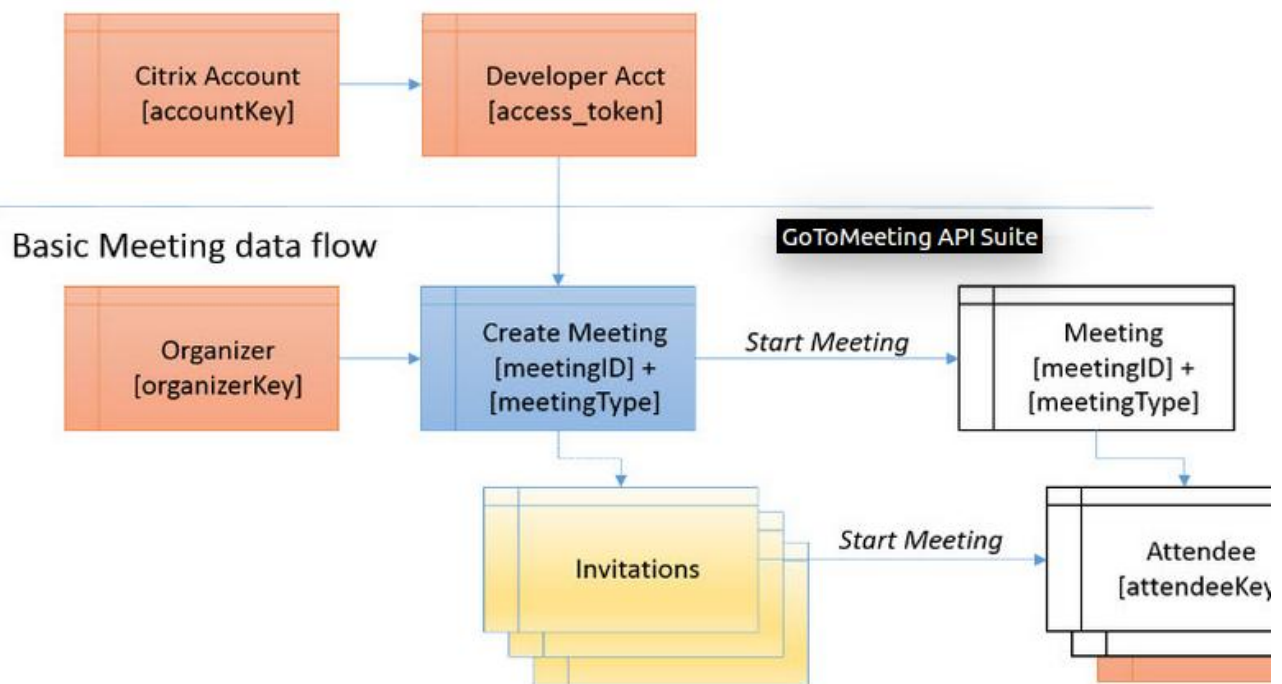 Citrix Account
[accountKey]
Developer Acct
[access_token]
Basic Meeting data flow
GoToMeeting API Suite
Organizer
[organizerKey]
Create Meeting
[meetingID] +
[meetingType]
Start Meeting
Meeting
[meetingID] +
[meetingType]
Invitations
Start Meeting
Attendee
[attendeeKey